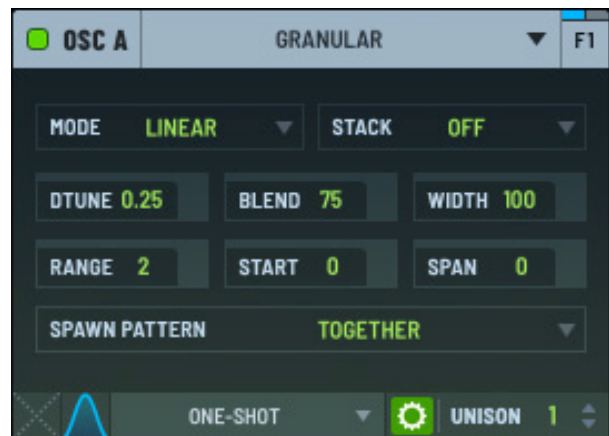 OSC A GRANULAR F1
MODE LINEAR STACK OFF
DTUNE 0.25 BLEND 75 WIDTH 100
RANGE 2 START 0 SPAN 0
SPAWN PATTERN TOGETHER
ONE-SHOT UNISON 1